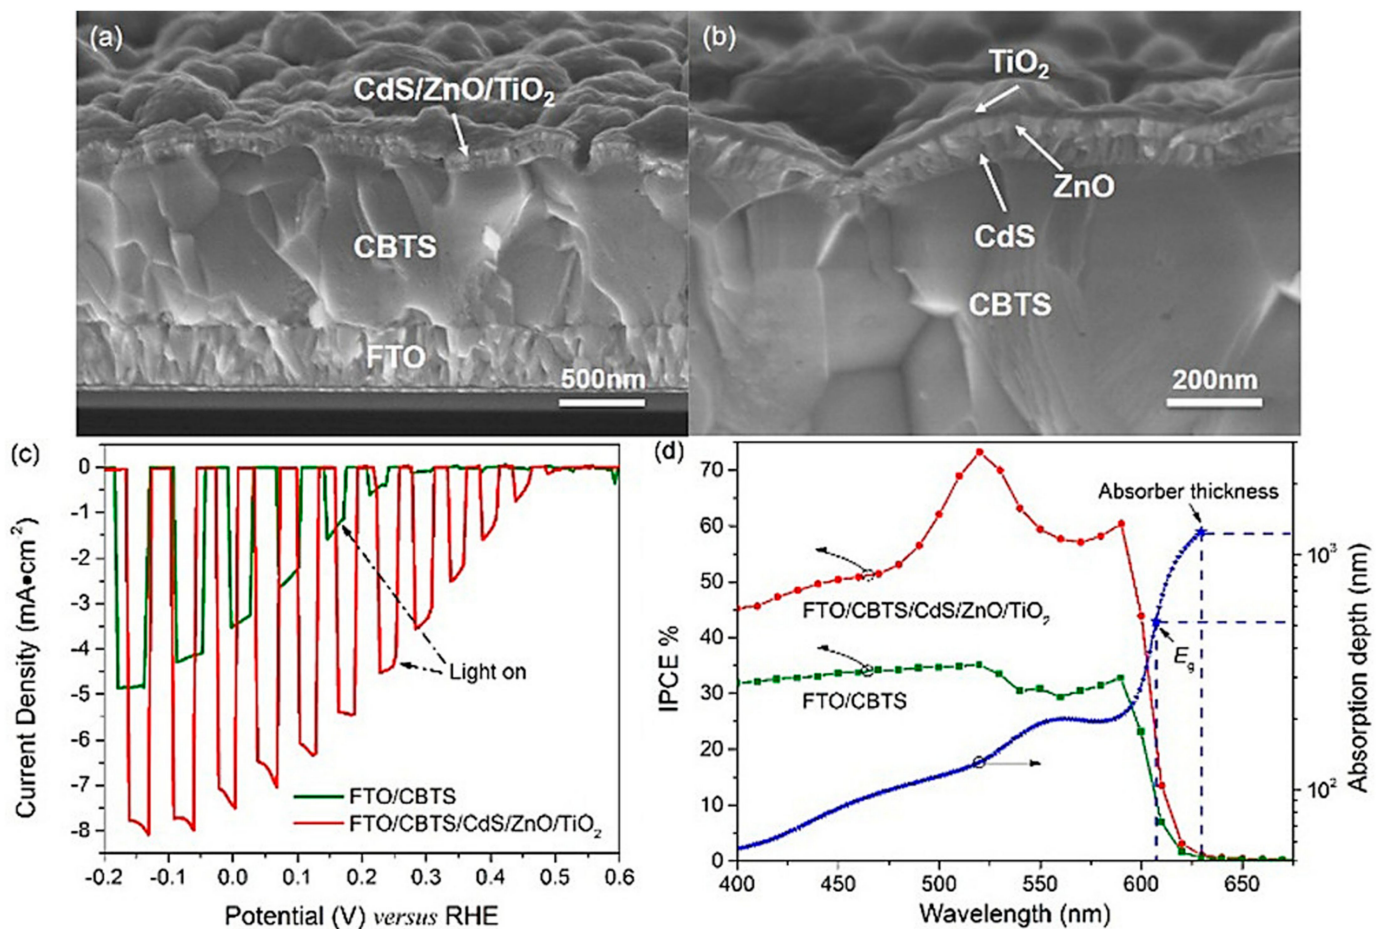 (a)
CdS/ZnO/TiO₂
CBTS
FTO
500nm
(b)
TiO₂
ZnO
CdS
CBTS
200nm
(c)
Current Density (mA•cm⁻²)
0
-1
-2
-3
-4
-5
-6
-7
-8
-0.2 -0.1 0.0 0.1 0.2 0.3 0.4 0.5 0.6
Potential (V) versus RHE
Light on
FTO/CBTS
FTO/CBTS/CdS/ZnO/TiO₂
(d)
IPCE %
70
60
50
40
30
20
10
0
400 450 500 550 600 650
Wavelength (nm)
Absorber thickness
FTO/CBTS/CdS/ZnO/TiO₂
FTO/CBTS
Eg
10³
10²
Absorption depth (nm)